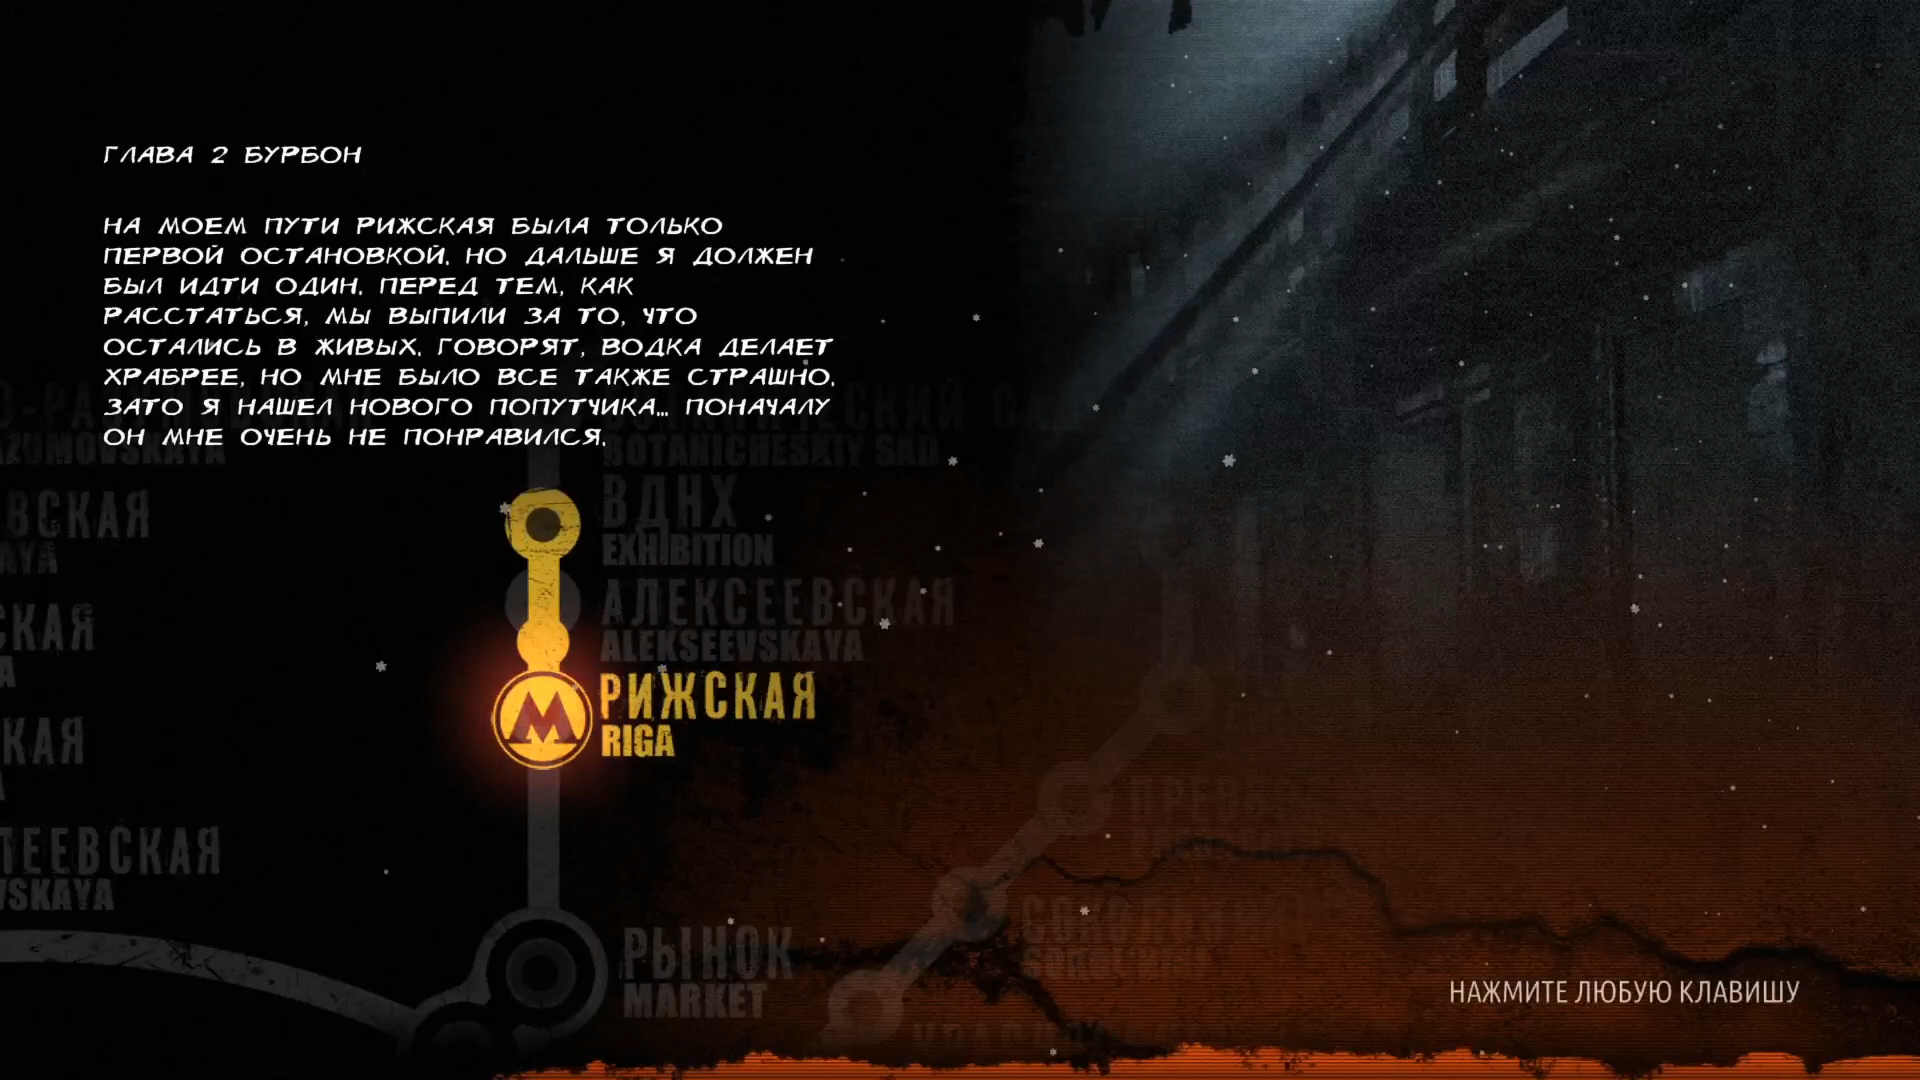 ГЛАВА 2 БУРБОН
НА МОЕМ ПУТИ РИЖСКАЯ БЫЛА ТОЛЬКО
ПЕРВОЙ ОСТАНОВКОЙ, НО ДАЛЬШЕ Я ДОЛЖЕН
БЫЛ ИДТИ ОДИН. ПЕРЕД ТЕМ, КАК
РАССТАТЬСЯ, МЫ ВЫПИЛИ ЗА ТО, ЧТО
ОСТАЛИСЬ В ЖИВЫХ. ГОВОРЯТ, ВОДКА ДЕЛАЕТ
ХРАБРЕЕ, НО МНЕ БЫЛО ВСЕ ТАКЖЕ СТРАШНО.
ЗАТО Я НАШЕЛ НОВОГО ПОПУТЧИКА... ПОНАЧАЛУ
ОН МНЕ ОЧЕНЬ НЕ ПОНРАВИЛСЯ.
BOTANICHESKIY SAD
ВДНХ
EXHIBITION
АЛЕКСЕЕВСКАЯ
ALEKSEEVSKAYA
РИЖСКАЯ
RIGA
РЫНОК
MARKET
НАЖМИТЕ ЛЮБУЮ КЛАВИШУ